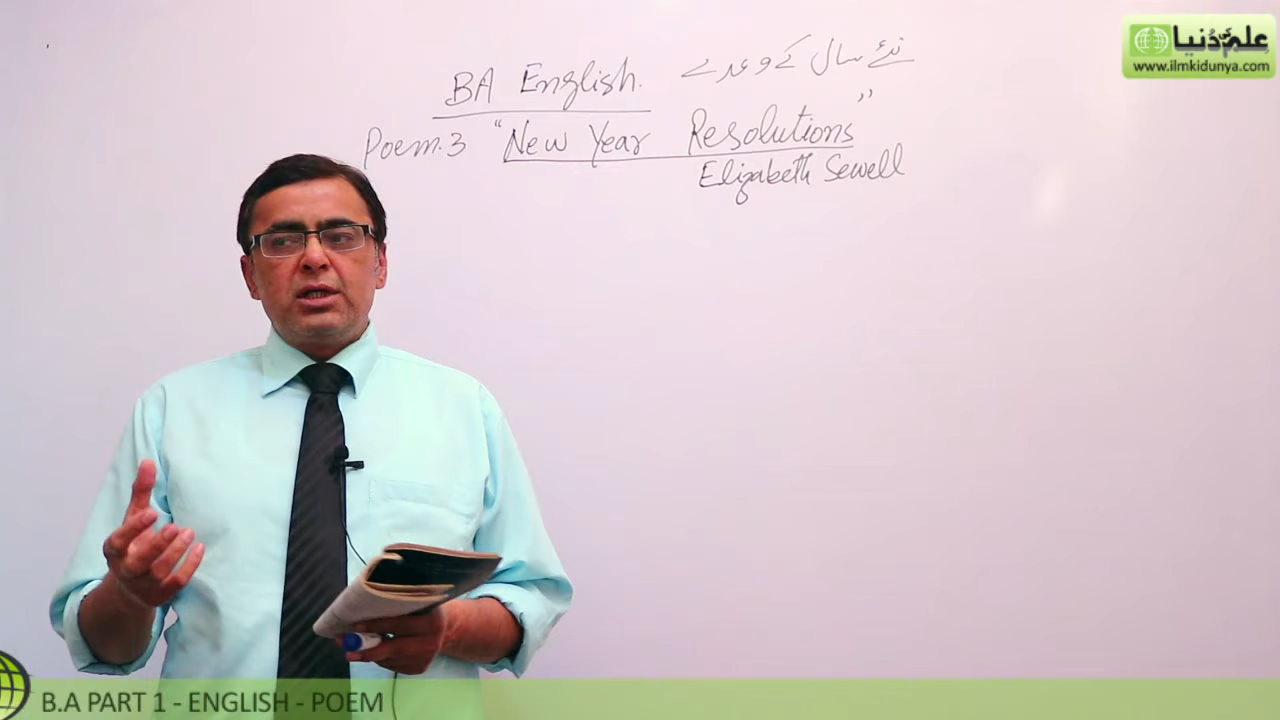 علم کی دُنیا
www.ilmkidunya.com
BA English. نئے سال کے وعدے
Poem.3 "New Year Resolutions"
Elizabeth Sewell
B.A PART 1 - ENGLISH - POEM